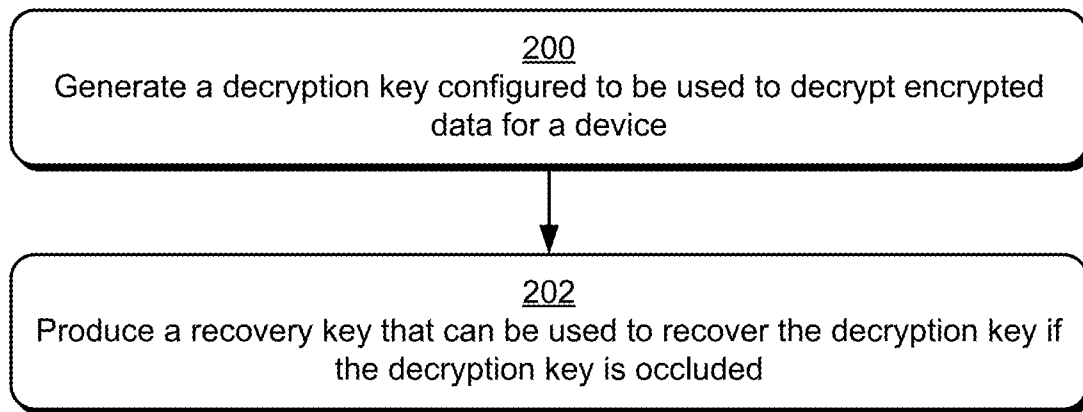 200
Generate a decryption key configured to be used to decrypt encrypted
data for a device
202
Produce a recovery key that can be used to recover the decryption key if
the decryption key is occluded